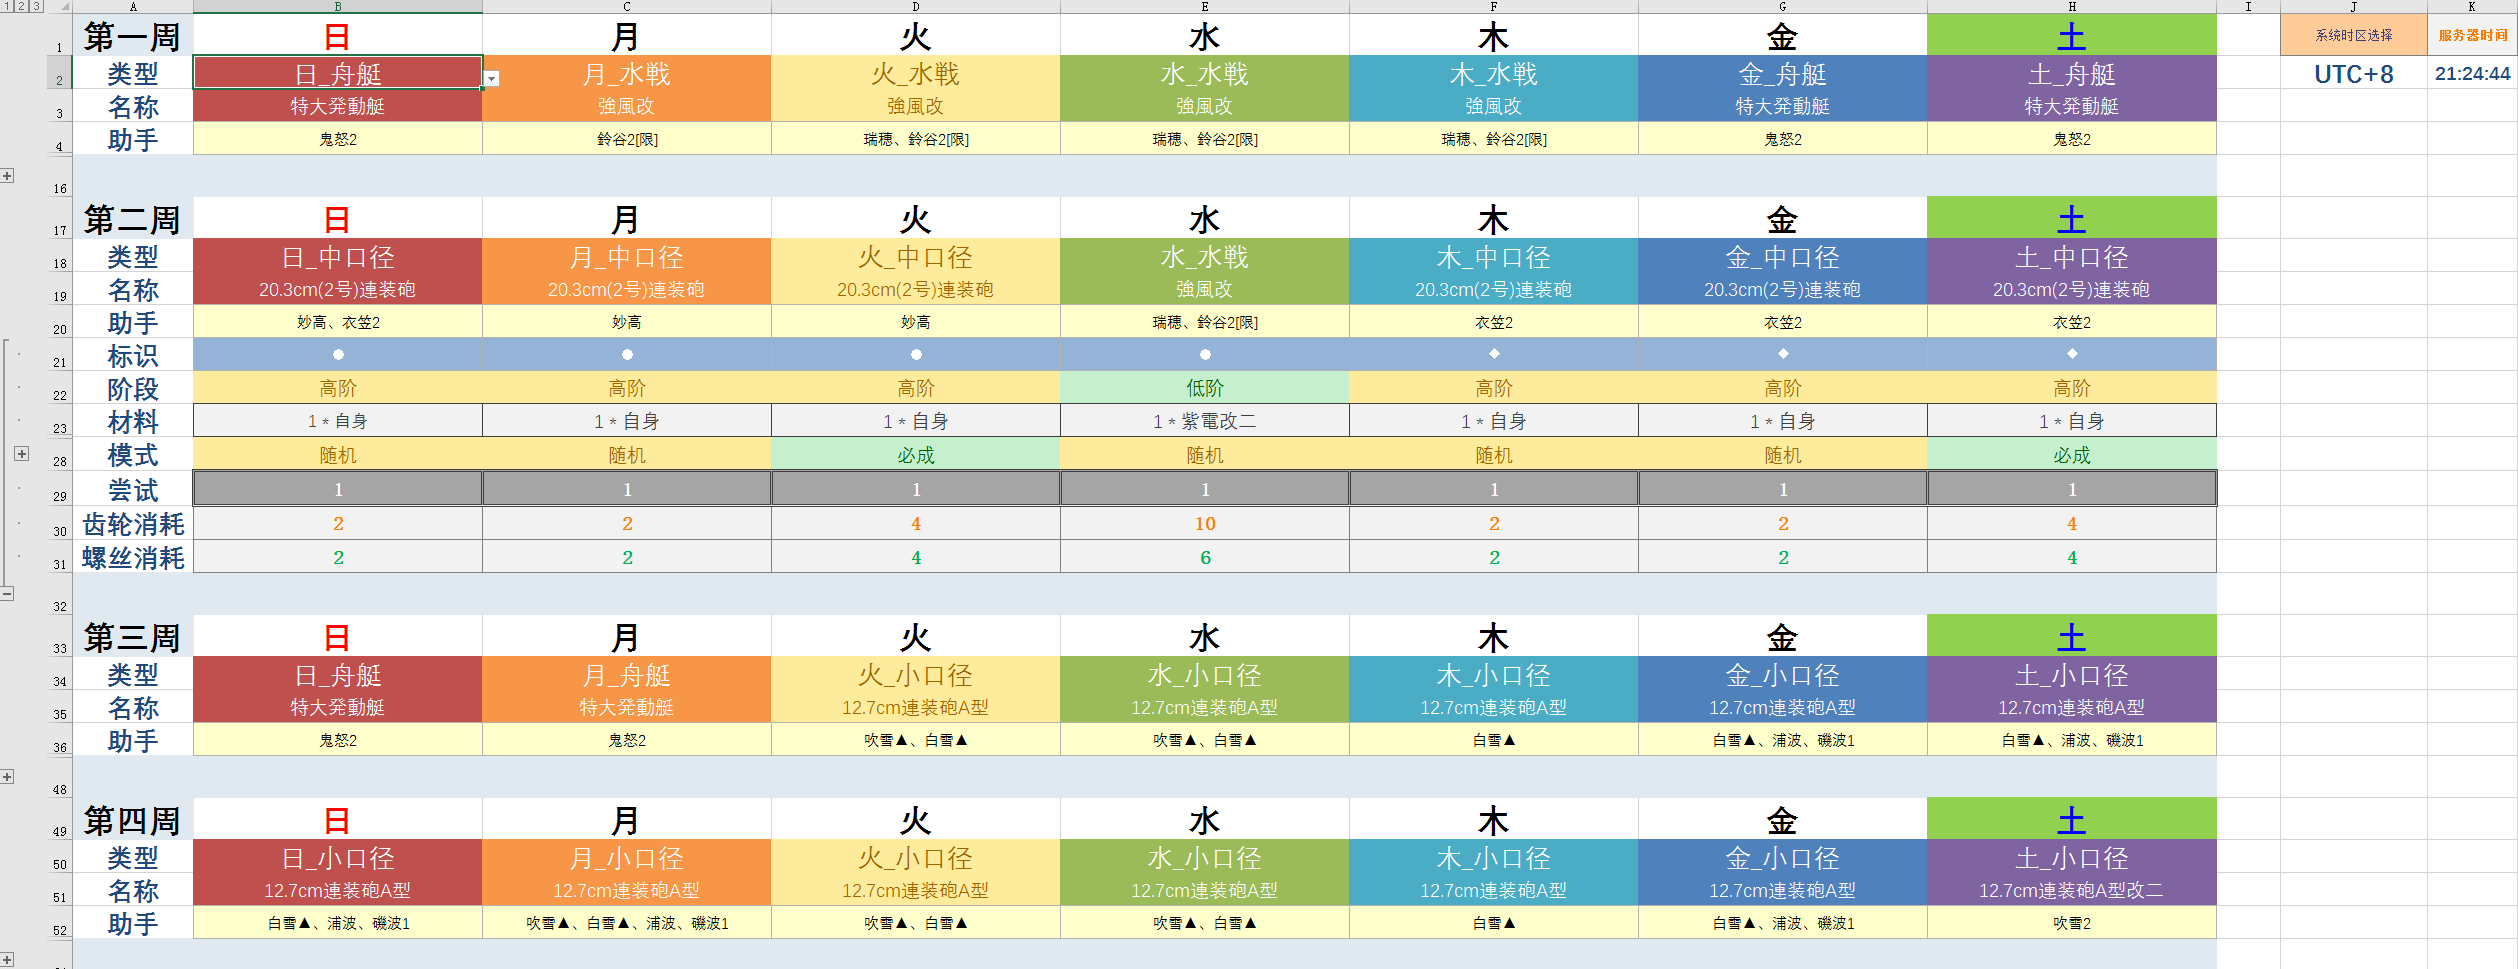 1 2 3 A B C D E F G H I J K
1 第一周 日 月 火 水 木 金 土 系统时区选择 服务器时间
2 类型 日_舟艇 月_水戦 火_水戦 水_水戦 木_水戦 金_舟艇 土_舟艇 UTC+8 21:24:44
3 名称 特大発動艇 強風改 強風改 強風改 強風改 特大発動艇 特大発動艇
4 助手 鬼怒2 鈴谷2[限] 瑞穂、鈴谷2[限] 瑞穂、鈴谷2[限] 瑞穂、鈴谷2[限] 鬼怒2 鬼怒2
16
17 第二周 日 月 火 水 木 金 土
18 类型 日_中口径 月_中口径 火_中口径 水_水戦 木_中口径 金_中口径 土_中口径
19 名称 20.3cm(2号)連装砲 20.3cm(2号)連装砲 20.3cm(2号)連装砲 強風改 20.3cm(2号)連装砲 20.3cm(2号)連装砲 20.3cm(2号)連装砲
20 助手 妙高、衣笠2 妙高 妙高 瑞穂、鈴谷2[限] 衣笠2 衣笠2 衣笠2
21 标识 ● ● ● ● ◆ ◆ ◆
22 阶段 高阶 高阶 高阶 低阶 高阶 高阶 高阶
23 材料 1 * 自身 1 * 自身 1 * 自身 1 * 紫電改二 1 * 自身 1 * 自身 1 * 自身
28 模式 随机 随机 必成 随机 随机 随机 必成
29 尝试 1 1 1 1 1 1 1
30 齿轮消耗 2 2 4 10 2 2 4
31 螺丝消耗 2 2 4 6 2 2 4
32
33 第三周 日 月 火 水 木 金 土
34 类型 日_舟艇 月_舟艇 火_小口径 水_小口径 木_小口径 金_小口径 土_小口径
35 名称 特大発動艇 特大発動艇 12.7cm連装砲A型 12.7cm連装砲A型 12.7cm連装砲A型 12.7cm連装砲A型 12.7cm連装砲A型
36 助手 鬼怒2 鬼怒2 吹雪▲、白雪▲ 吹雪▲、白雪▲ 白雪▲ 白雪▲、浦波、磯波1 白雪▲、浦波、磯波1
48
49 第四周 日 月 火 水 木 金 土
50 类型 日_小口径 月_小口径 火_小口径 水_小口径 木_小口径 金_小口径 土_小口径
51 名称 12.7cm連装砲A型 12.7cm連装砲A型 12.7cm連装砲A型 12.7cm連装砲A型 12.7cm連装砲A型 12.7cm連装砲A型 12.7cm連装砲A型改二
52 助手 白雪▲、浦波、磯波1 吹雪▲、白雪▲、浦波、磯波1 吹雪▲、白雪▲ 吹雪▲、白雪▲ 白雪▲ 白雪▲、浦波、磯波1 吹雪2